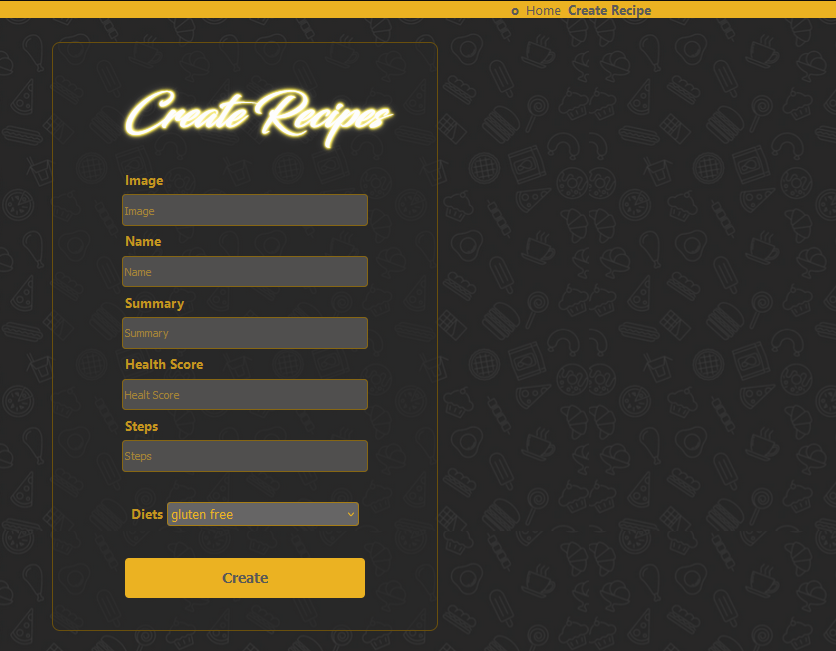 Home Create Recipe
Create Recipes
Image
Image
Name
Name
Summary
Summary
Health Score
Healt Score
Steps
Steps
Diets gluten free
Create